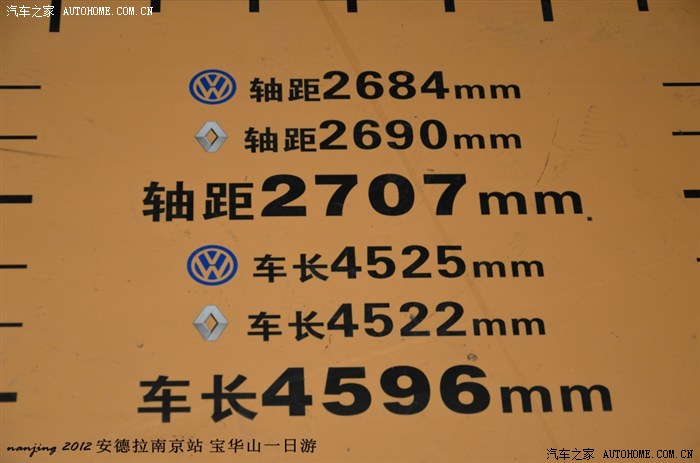 汽车之家 AUTOHOME.COM.CN
轴距2684mm
轴距2690mm
轴距2707mm
车长4525mm
车长4522mm
车长4596mm
nanjing 2012 安德拉南京站 宝华山一日游
汽车之家 AUTOHOME.COM.CN